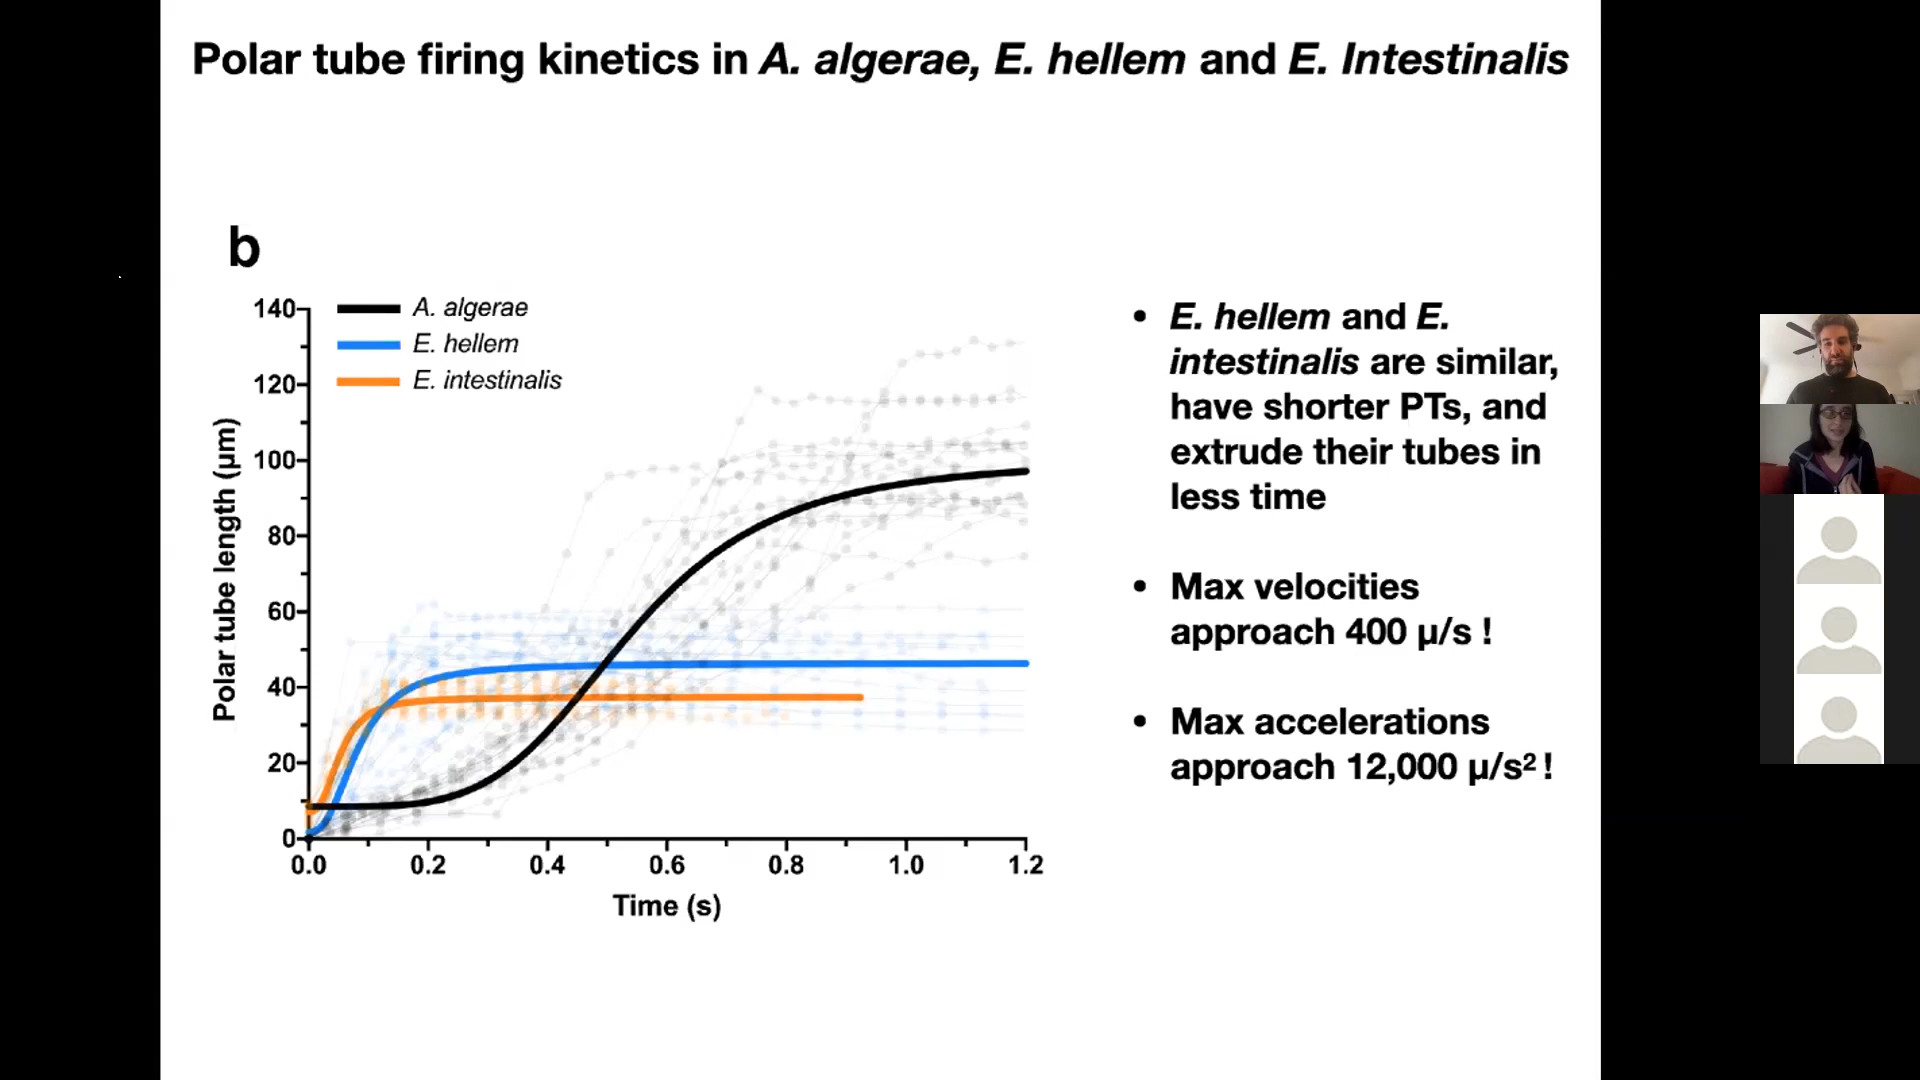 Polar tube firing kinetics in A. algerae, E. hellem and E. Intestinalis
b
A. algerae
E. hellem
E. intestinalis
140
120
100
80
60
40
20
0
Polar tube length (μm)
0.0 0.2 0.4 0.6 0.8 1.0 1.2
Time (s)
• E. hellem and E.
intestinalis are similar,
have shorter PTs, and
extrude their tubes in
less time
• Max velocities
approach 400 μ/s !
• Max accelerations
approach 12,000 μ/s² !